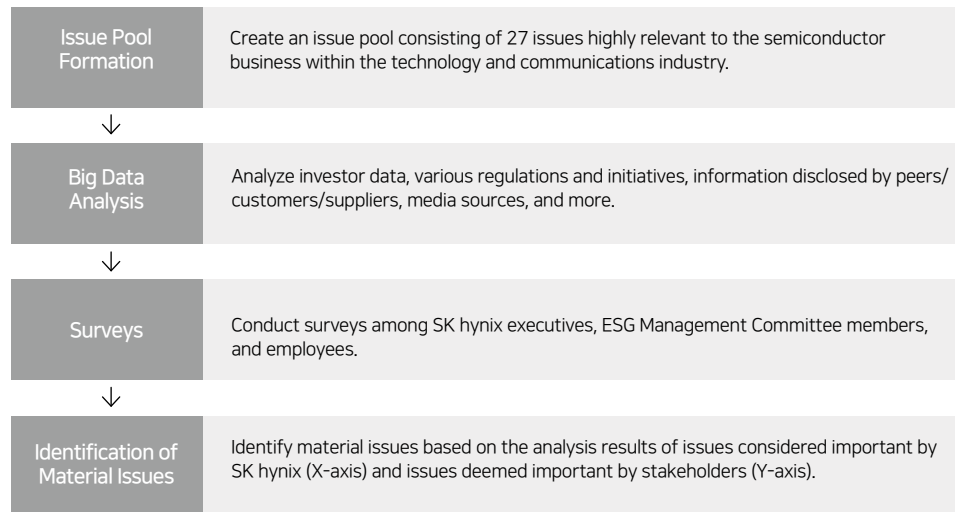 Issue Pool
Formation
Create an issue pool consisting of 27 issues highly relevant to the semiconductor
business within the technology and communications industry.
Big Data
Analysis
Analyze investor data, various regulations and initiatives, information disclosed by peers/
customers/suppliers, media sources, and more.
Surveys
Conduct surveys among SK hynix executives, ESG Management Committee members,
and employees.
Identification of
Material Issues
Identify material issues based on the analysis results of issues considered important by
SK hynix (X-axis) and issues deemed important by stakeholders (Y-axis).